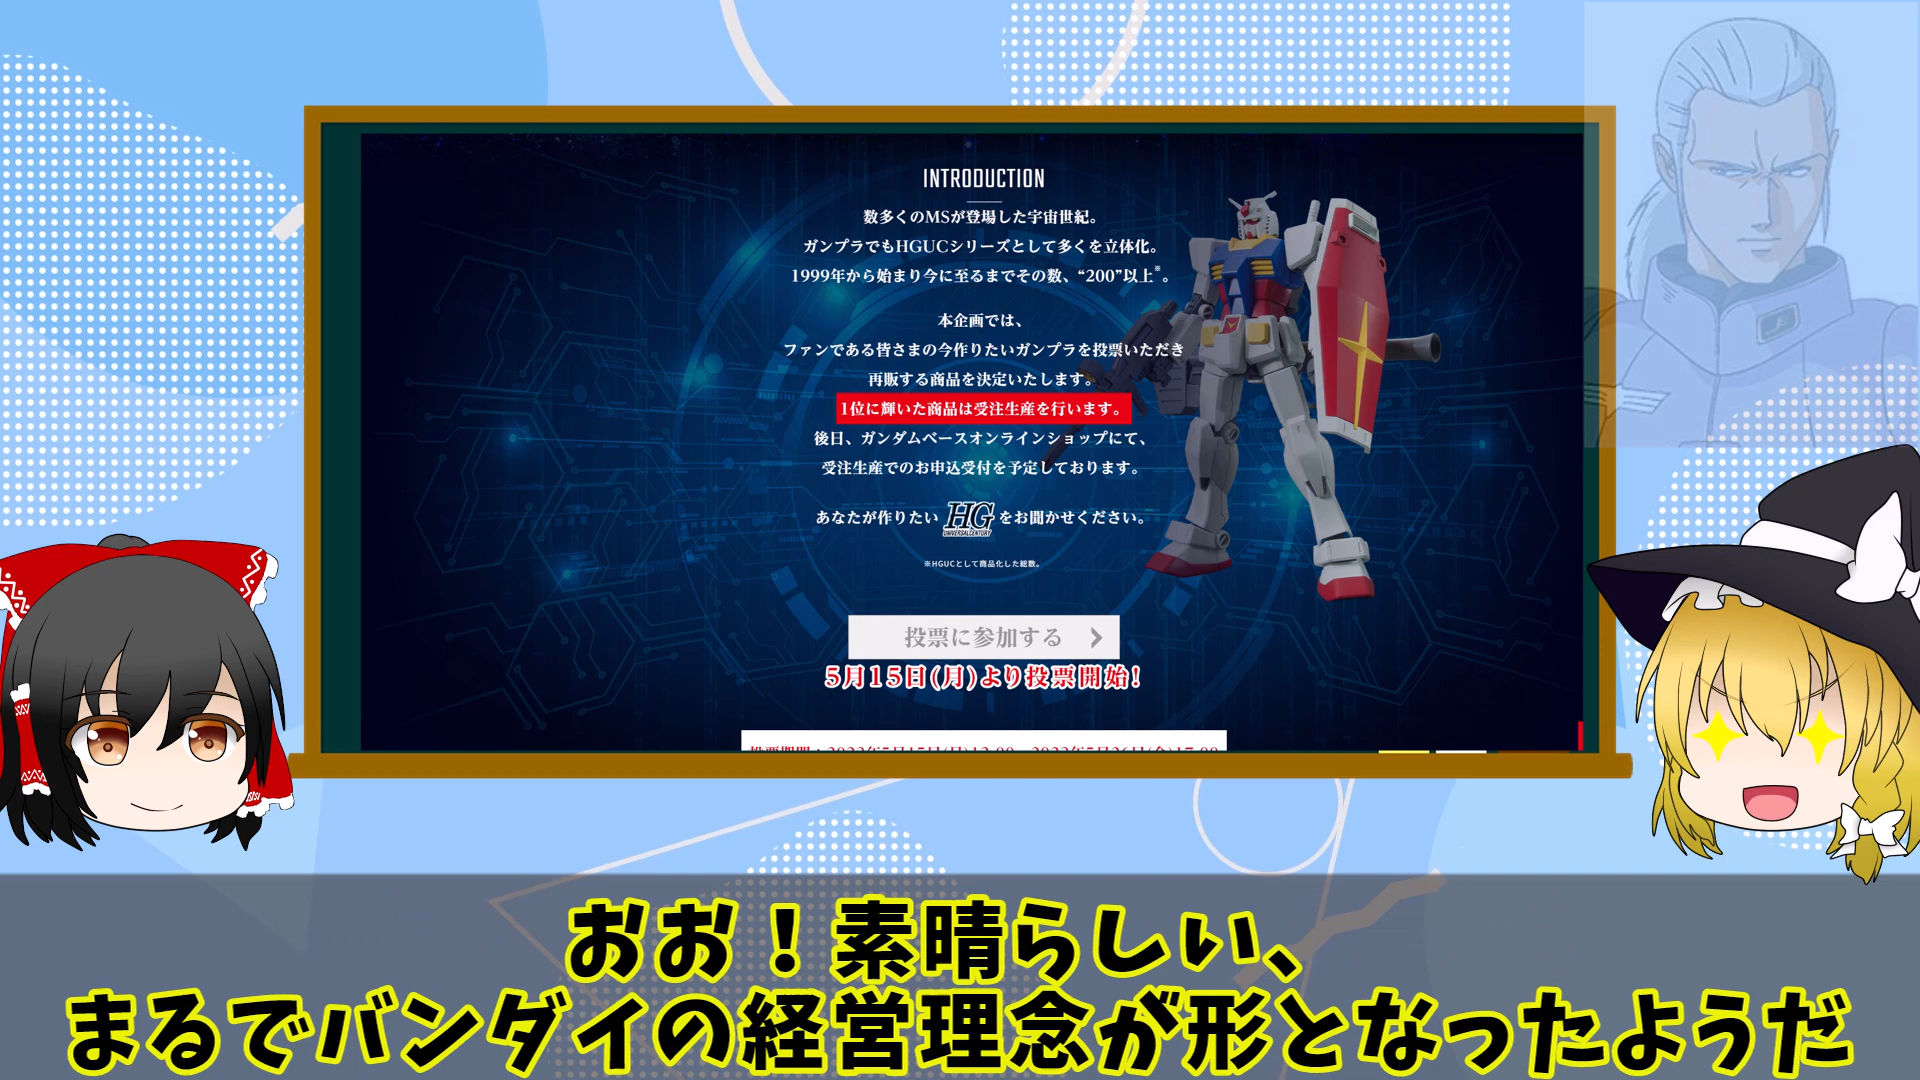 INTRODUCTION
数多くのMSが登場した宇宙世紀。
ガンプラでもHGUCシリーズとして多くを立体化。
1999年から始まり今に至るまでその数、“200”以上※。
本企画では、
ファンである皆さまの今作りたいガンプラを投票いただき
再販する商品を決定いたします。
1位に輝いた商品は受注生産を行います。
後日、ガンダムベースオンラインショップにて、
受注生産でのお申込受付を予定しております。
あなたが作りたい HG UNIVERSAL CENTURY をお聞かせください。
※HGUCとして商品化した総数。
投票に参加する
5月15日(月)より投票開始!
おお！素晴らしい、
まるでバンダイの経営理念が形となったようだ